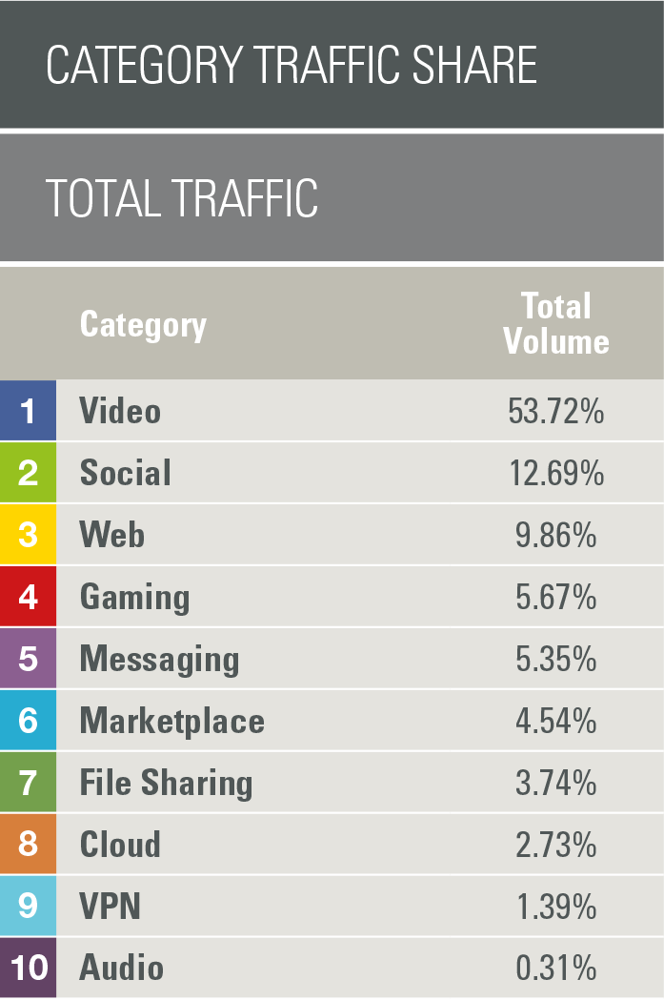 CATEGORY TRAFFIC SHARE
TOTAL TRAFFIC
Category Total Volume
1 Video 53.72%
2 Social 12.69%
3 Web 9.86%
4 Gaming 5.67%
5 Messaging 5.35%
6 Marketplace 4.54%
7 File Sharing 3.74%
8 Cloud 2.73%
9 VPN 1.39%
10 Audio 0.31%